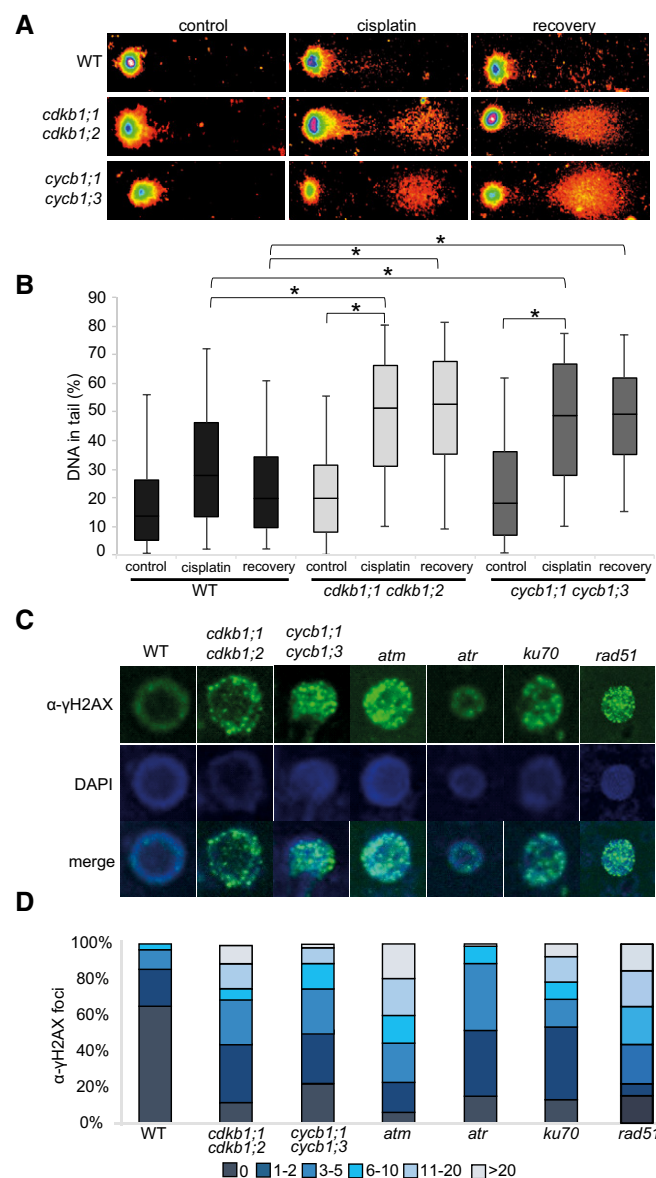 A
control cisplatin recovery
WT
cdkb1;1
cdkb1;2
cycb1;1
cycb1;3
B
* * * * * *
DNA in tail (%)
90
80
70
60
50
40
30
20
10
0
control cisplatin recovery control cisplatin recovery control cisplatin recovery
WT cdkb1;1 cdkb1;2 cycb1;1 cycb1;3
C
WT cdkb1;1 cdkb1;2 cycb1;1 cycb1;3 atm atr ku70 rad51
α-γH2AX
DAPI
merge
D
α-γH2AX foci
100%
80%
60%
40%
20%
0%
WT cdkb1;1 cdkb1;2 cycb1;1 cycb1;3 atm atr ku70 rad51
0 1-2 3-5 6-10 11-20 >20